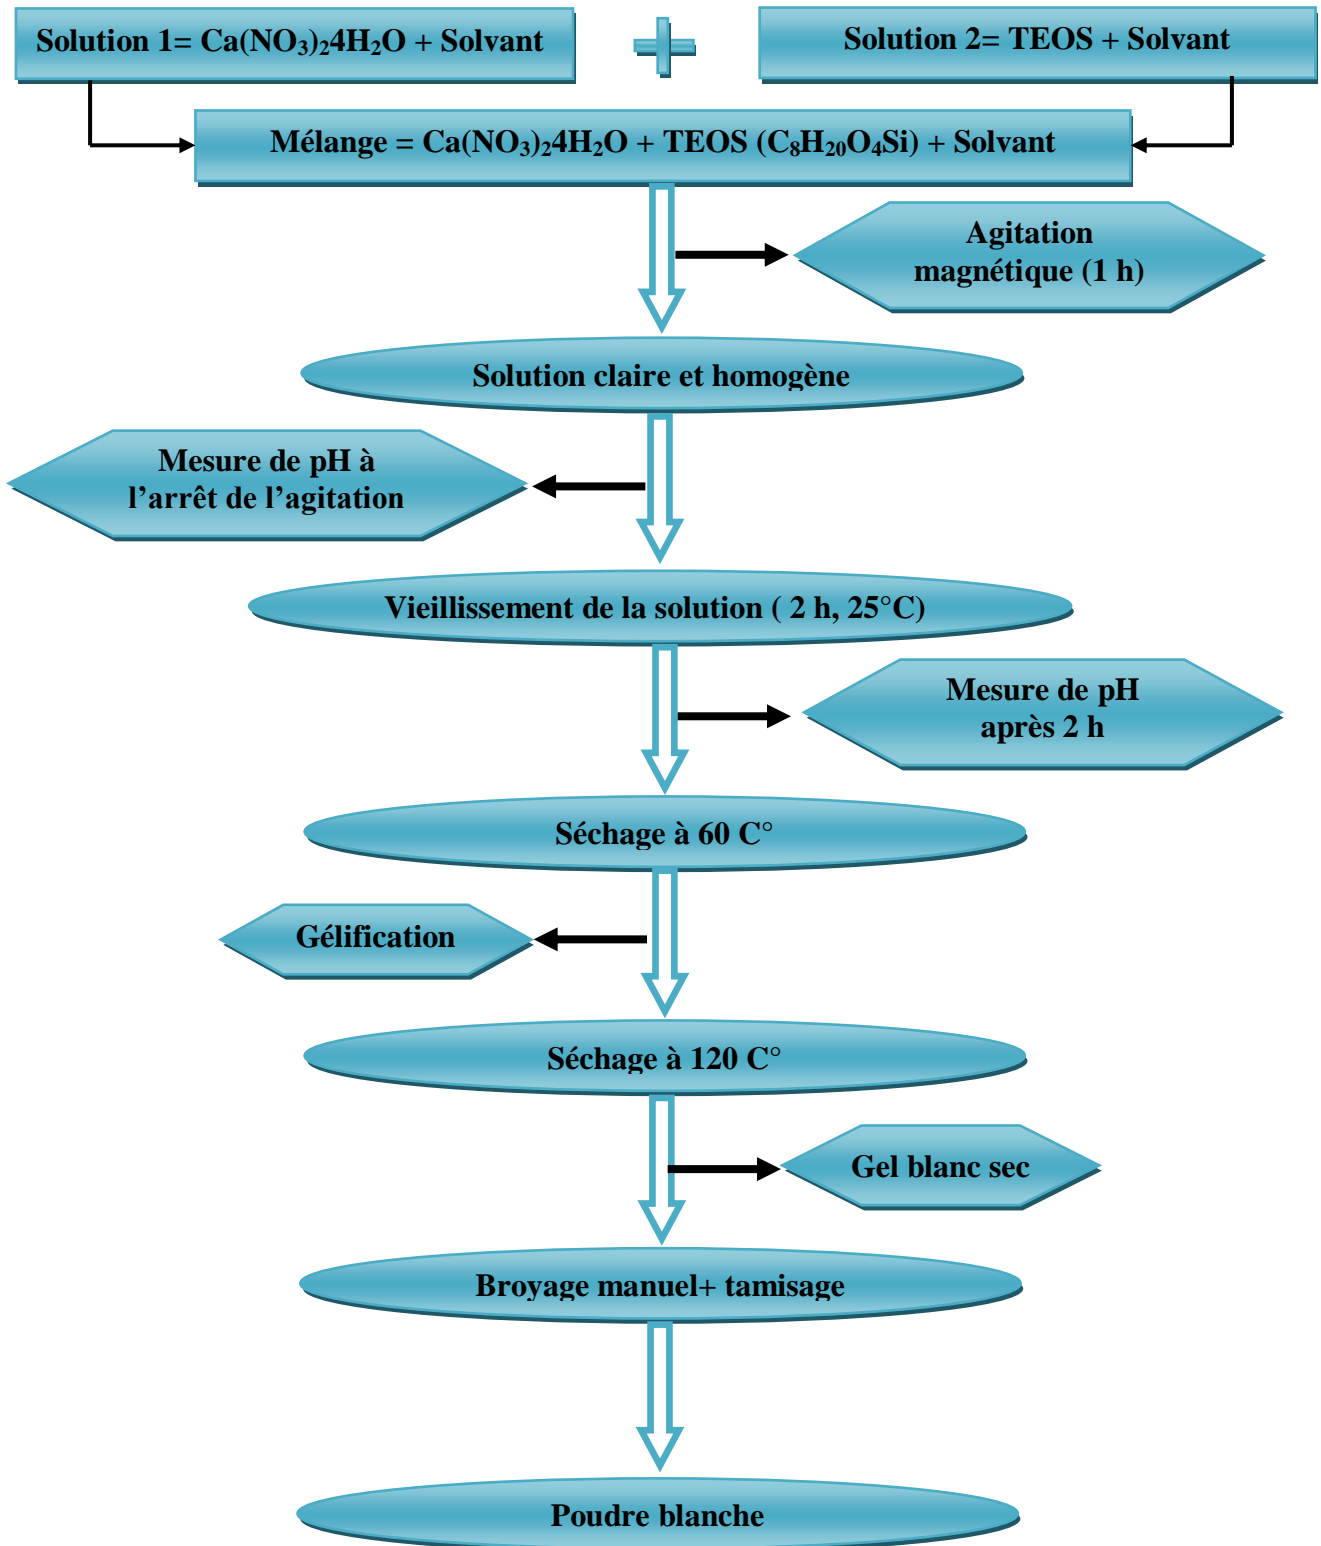 Solution 1= Ca(NO₃)₂4H₂O + Solvant
Solution 2= TEOS + Solvant
Mélange = Ca(NO₃)₂4H₂O + TEOS (C₈H₂₀O₄Si) + Solvant
Agitation
magnétique (1 h)
Solution claire et homogène
Mesure de pH à
l’arrêt de l’agitation
Vieillissement de la solution ( 2 h, 25°C)
Mesure de pH
après 2 h
Séchage à 60 C°
Gélification
Séchage à 120 C°
Gel blanc sec
Broyage manuel+ tamisage
Poudre blanche